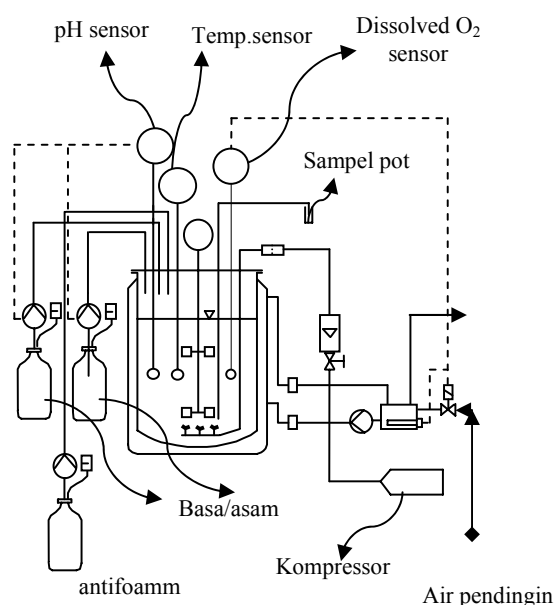 pH sensor
Temp.sensor
Dissolved O₂
sensor
Sampel pot
Basa/asam
Kompressor
antifoamm
Air pendingin